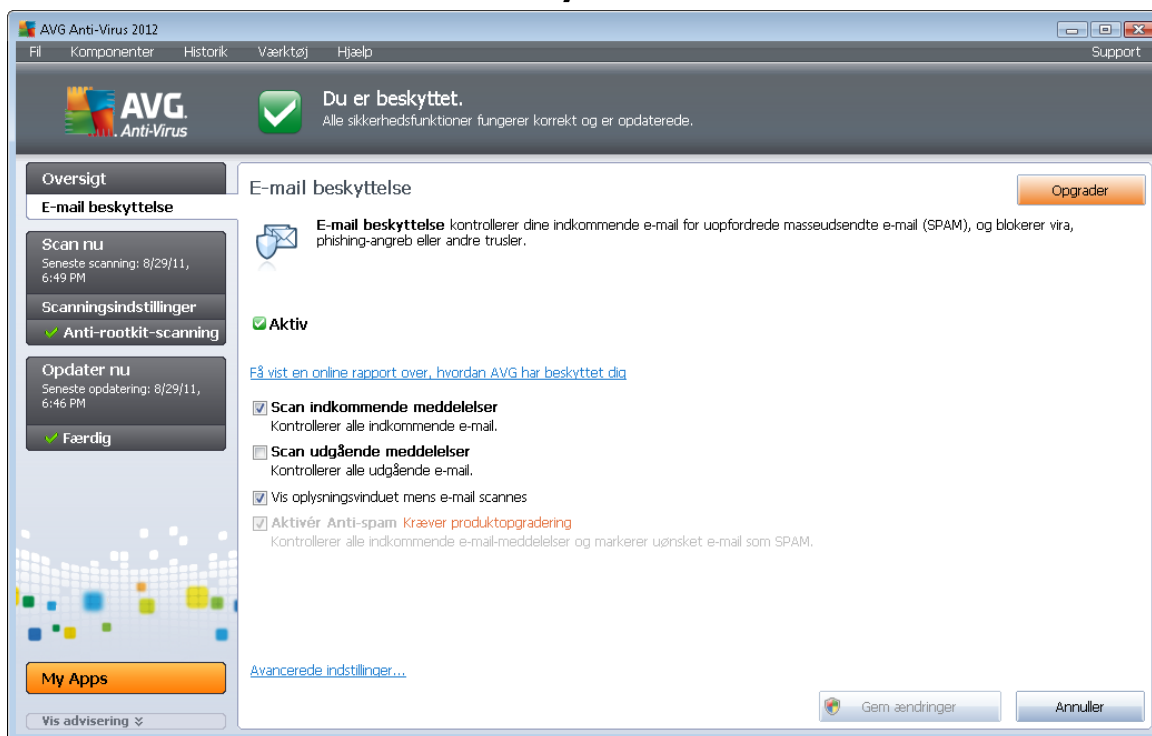 AVG Anti-Virus 2012
Fil Komponenter Historik Værktøj Hjælp Support
AVG.
Anti-Virus
Du er beskyttet.
Alle sikkerhedsfunktioner fungerer korrekt og er opdaterede.
Oversigt
E-mail beskyttelse
Scan nu
Seneste scanning: 8/29/11,
6:49 PM
Scanningsindstillinger
Anti-rootkit-scanning
Opdater nu
Seneste opdatering: 8/29/11,
6:46 PM
Færdig
My Apps
Vis advisering
E-mail beskyttelse
Opgrader
E-mail beskyttelse kontrollerer dine indkommende e-mail for uopfordrede masseudsendte e-mail (SPAM), og blokerer vira,
phishing-angreb eller andre trusler.
Aktiv
Få vist en online rapport over, hvordan AVG har beskyttet dig
Scan indkommende meddelelser
Kontrollerer alle indkommende e-mail.
Scan udgående meddelelser
Kontrollerer alle udgående e-mail.
Vis oplysningsvinduet mens e-mail scannes
Aktivér Anti-spam Kræver produktopgradering
Kontrollerer alle indkommende e-mail-meddelelser og markerer uønsket e-mail som SPAM.
Avancerede indstillinger...
Gem ændringer
Annuller